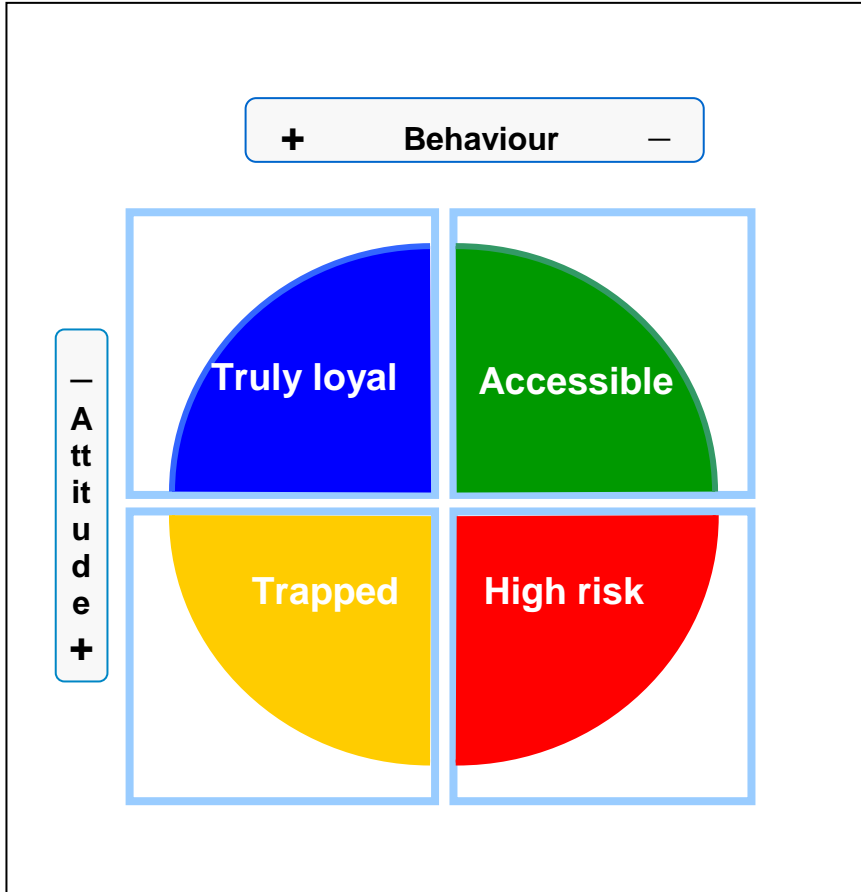 + Behaviour –
–
A
tt
it
u
d
e
+
Truly loyal Accessible
Trapped High risk